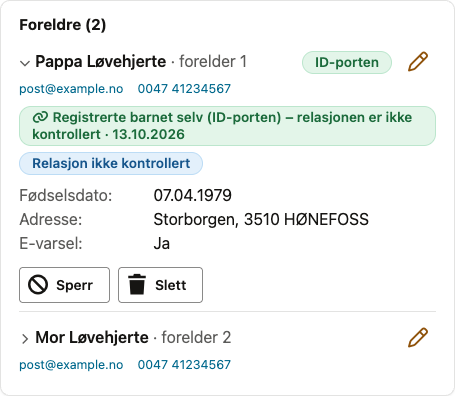 Foreldre (2)
Pappa Løvehjerte · forelder 1 ID-porten
post@example.no 0047 41234567
Registrerte barnet selv (ID-porten) – relasjonen er ikke
kontrollert · 13.10.2026
Relasjon ikke kontrollert
Fødselsdato: 07.04.1979
Adresse: Storborgen, 3510 HØNEFOSS
E-varsel: Ja
Sperr Slett
Mor Løvehjerte · forelder 2
post@example.no 0047 41234567